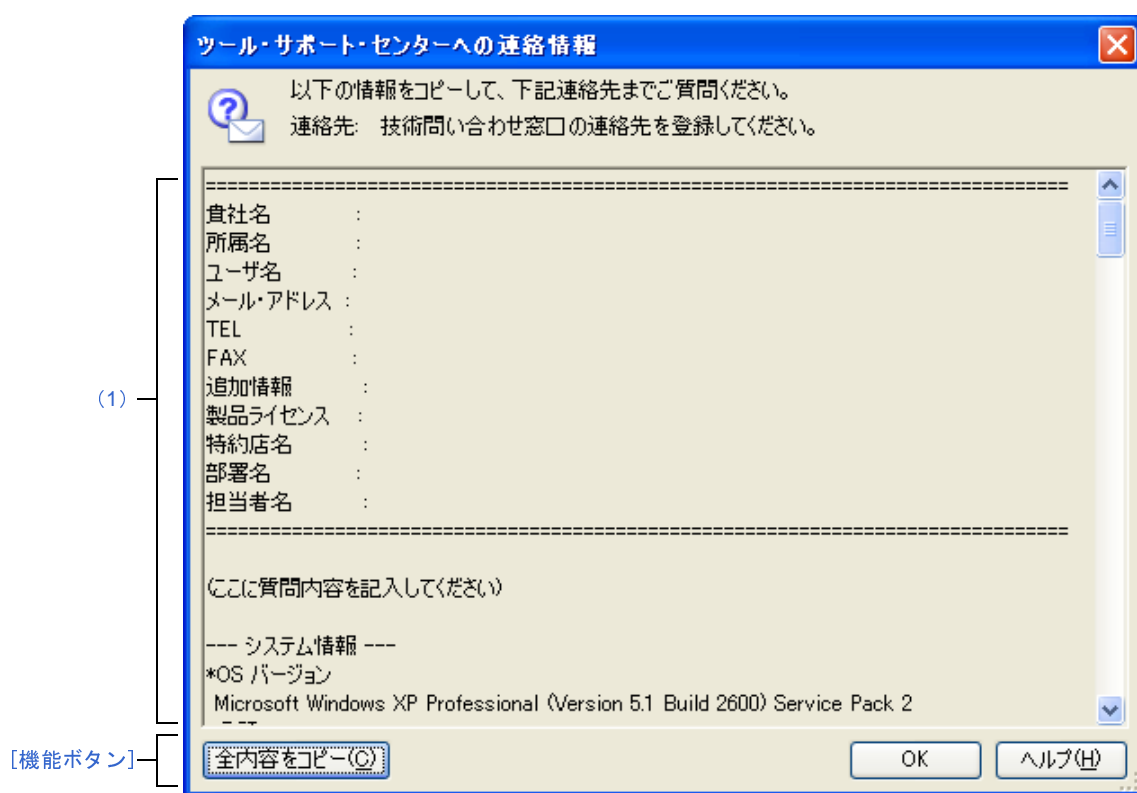 ツール・サポート・センターへの連絡情報
以下の情報をコピーして、下記連絡先までご質問ください。
連絡先: 技術問い合わせ窓口の連絡先を登録してください。
(1)
================================================================================
貴社名 :
所属名 :
ユーザ名 :
メール・アドレス :
TEL :
FAX :
追加情報 :
製品ライセンス :
特約店名 :
部署名 :
担当者名 :
================================================================================
(ここに質問内容を記入してください)
--- システム情報 ---
*OS バージョン
Microsoft Windows XP Professional (Version 5.1 Build 2600) Service Pack 2
[機能ボタン]
全内容をコピー(C) OK ヘルプ(H)